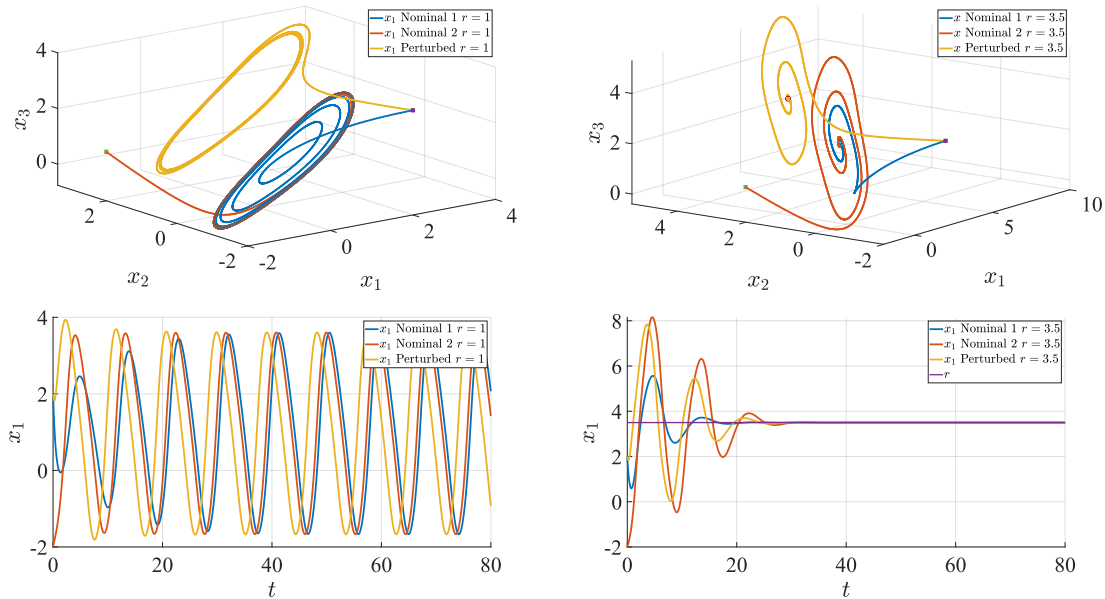 x₁ Nominal 1 r = 1
x₁ Nominal 2 r = 1
x₁ Perturbed r = 1
4
2
0
x₃
2
0
-2
x₂
-2
0
2
4
x₁
x Nominal 1 r = 3.5
x Nominal 2 r = 3.5
x Perturbed r = 3.5
4
2
0
x₃
4
2
0
-2
x₂
0
5
10
x₁
x₁ Nominal 1 r = 1
x₁ Nominal 2 r = 1
x₁ Perturbed r = 1
4
2
0
-2
x₁
0
20
40
60
80
t
x₁ Nominal 1 r = 3.5
x₁ Nominal 2 r = 3.5
x₁ Perturbed r = 3.5
r
8
6
4
2
0
-2
x₁
0
20
40
60
80
t